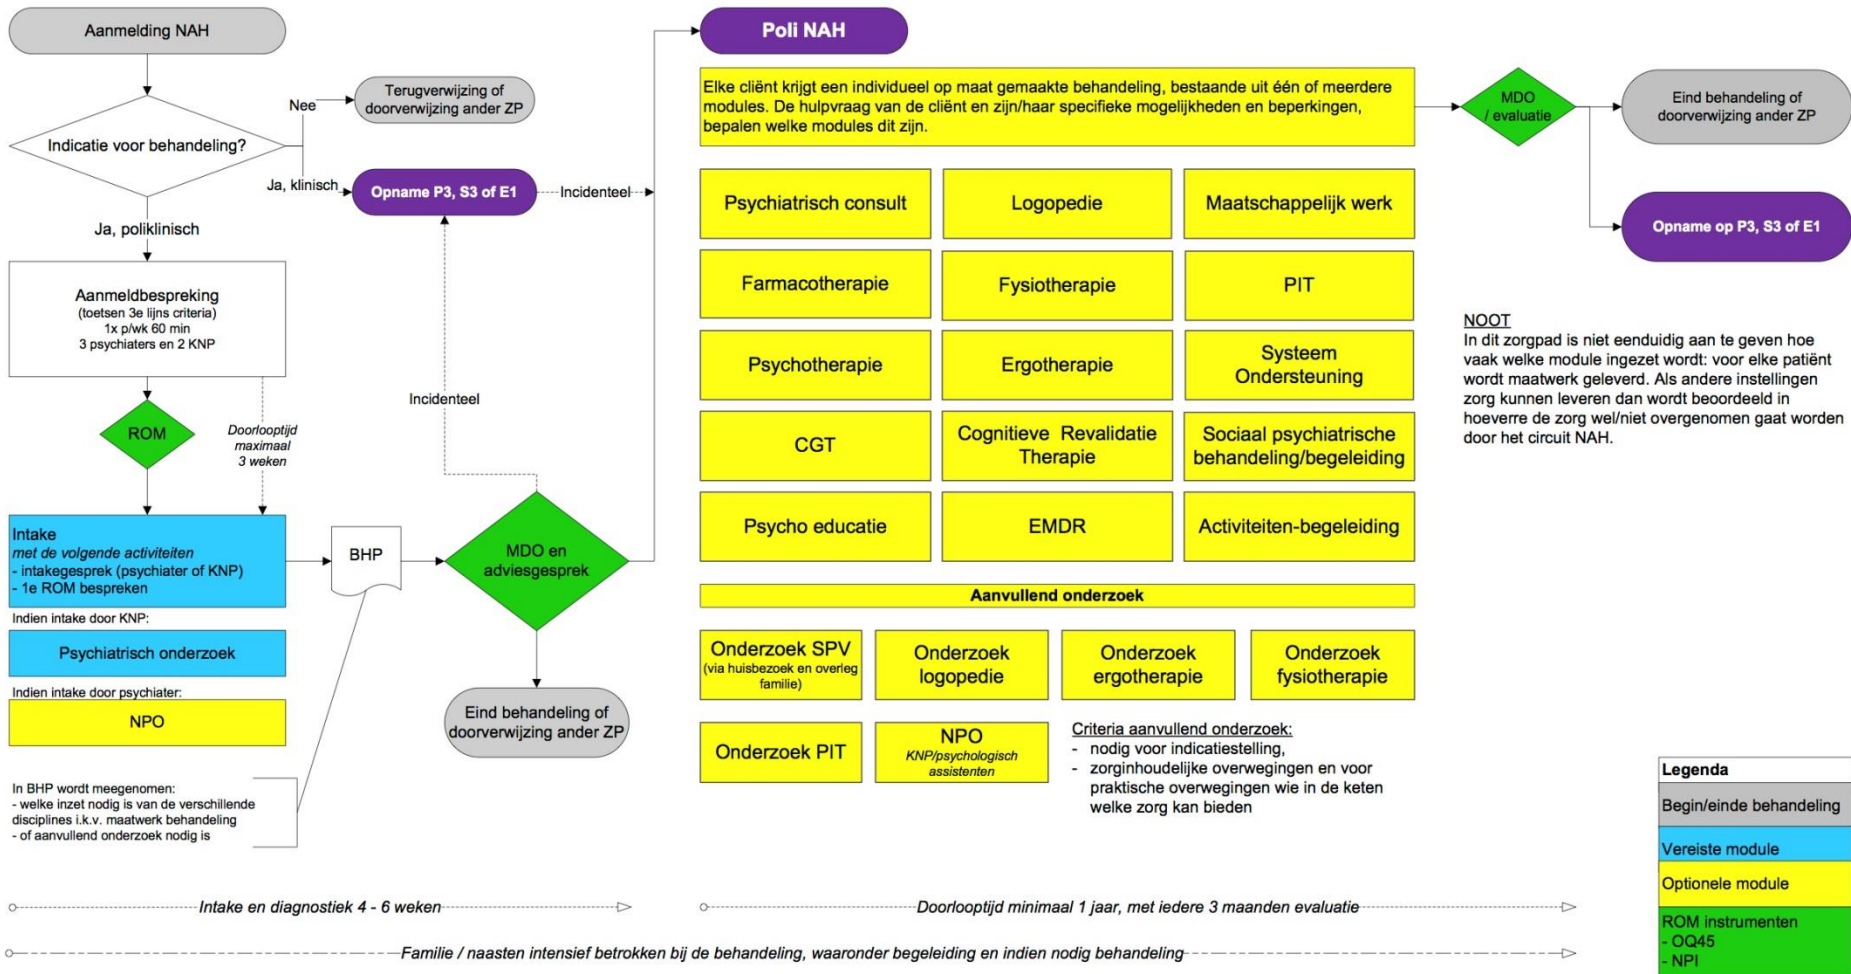 Aanmelding NAH
Indicatie voor behandeling?
Nee
Terugverwijzing of
doorverwijzing ander ZP
Ja, klinisch
Opname P3, S3 of E1
Incidenteel
Ja, poliklinisch
Aanmeldbespreking
(toetsen 3e lijns criteria)
1x p/wk 60 min
3 psychiaters en 2 KNP
ROM
Doorlooptijd
maximaal
3 weken
Intake
met de volgende activiteiten
- intakegesprek (psychiater of KNP)
- 1e ROM bespreken
Indien intake door KNP:
Psychiatrisch onderzoek
Indien intake door psychiater:
NPO
In BHP wordt meegenomen:
- welke inzet nodig is van de verschillende
disciplines i.k.v. maatwerk behandeling
- of aanvullend onderzoek nodig is
BHP
Incidenteel
MDO en
adviesgesprek
Eind behandeling of
doorverwijzing ander ZP
Poli NAH
Elke cliënt krijgt een individueel op maat gemaakte behandeling, bestaande uit één of meerdere
modules. De hulpvraag van de cliënt en zijn/haar specifieke mogelijkheden en beperkingen,
bepalen welke modules dit zijn.
Psychiatrisch consult
Logopedie
Maatschappelijk werk
Farmacotherapie
Fysiotherapie
PIT
Psychotherapie
Ergotherapie
Systeem
Ondersteuning
CGT
Cognitieve Revalidatie
Therapie
Sociaal psychiatrische
behandeling/begeleiding
Psycho educatie
EMDR
Activiteiten-begeleiding
Aanvullend onderzoek
Onderzoek SPV
(via huisbezoek en overleg
familie)
Onderzoek
logopedie
Onderzoek
ergotherapie
Onderzoek
fysiotherapie
Onderzoek PIT
NPO
KNP/psychologisch
assistenten
Criteria aanvullend onderzoek:
- nodig voor indicatiestelling,
- zorginhoudelijke overwegingen en voor
praktische overwegingen wie in de keten
welke zorg kan bieden
MDO
/ evaluatie
Eind behandeling of
doorverwijzing ander ZP
Opname op P3, S3 of E1
NOOT
In dit zorgpad is niet eenduidig aan te geven hoe
vaak welke module ingezet wordt: voor elke patiënt
wordt maatwerk geleverd. Als andere instellingen
zorg kunnen leveren dan wordt beoordeeld in
hoeverre de zorg wel/niet overgenomen gaat worden
door het circuit NAH.
Legenda
Begin/einde behandeling
Vereiste module
Optionele module
ROM instrumenten
- OQ45
- NPI
Intake en diagnostiek 4 - 6 weken
Doorlooptijd minimaal 1 jaar, met iedere 3 maanden evaluatie
Familie / naasten intensief betrokken bij de behandeling, waaronder begeleiding en indien nodig behandeling